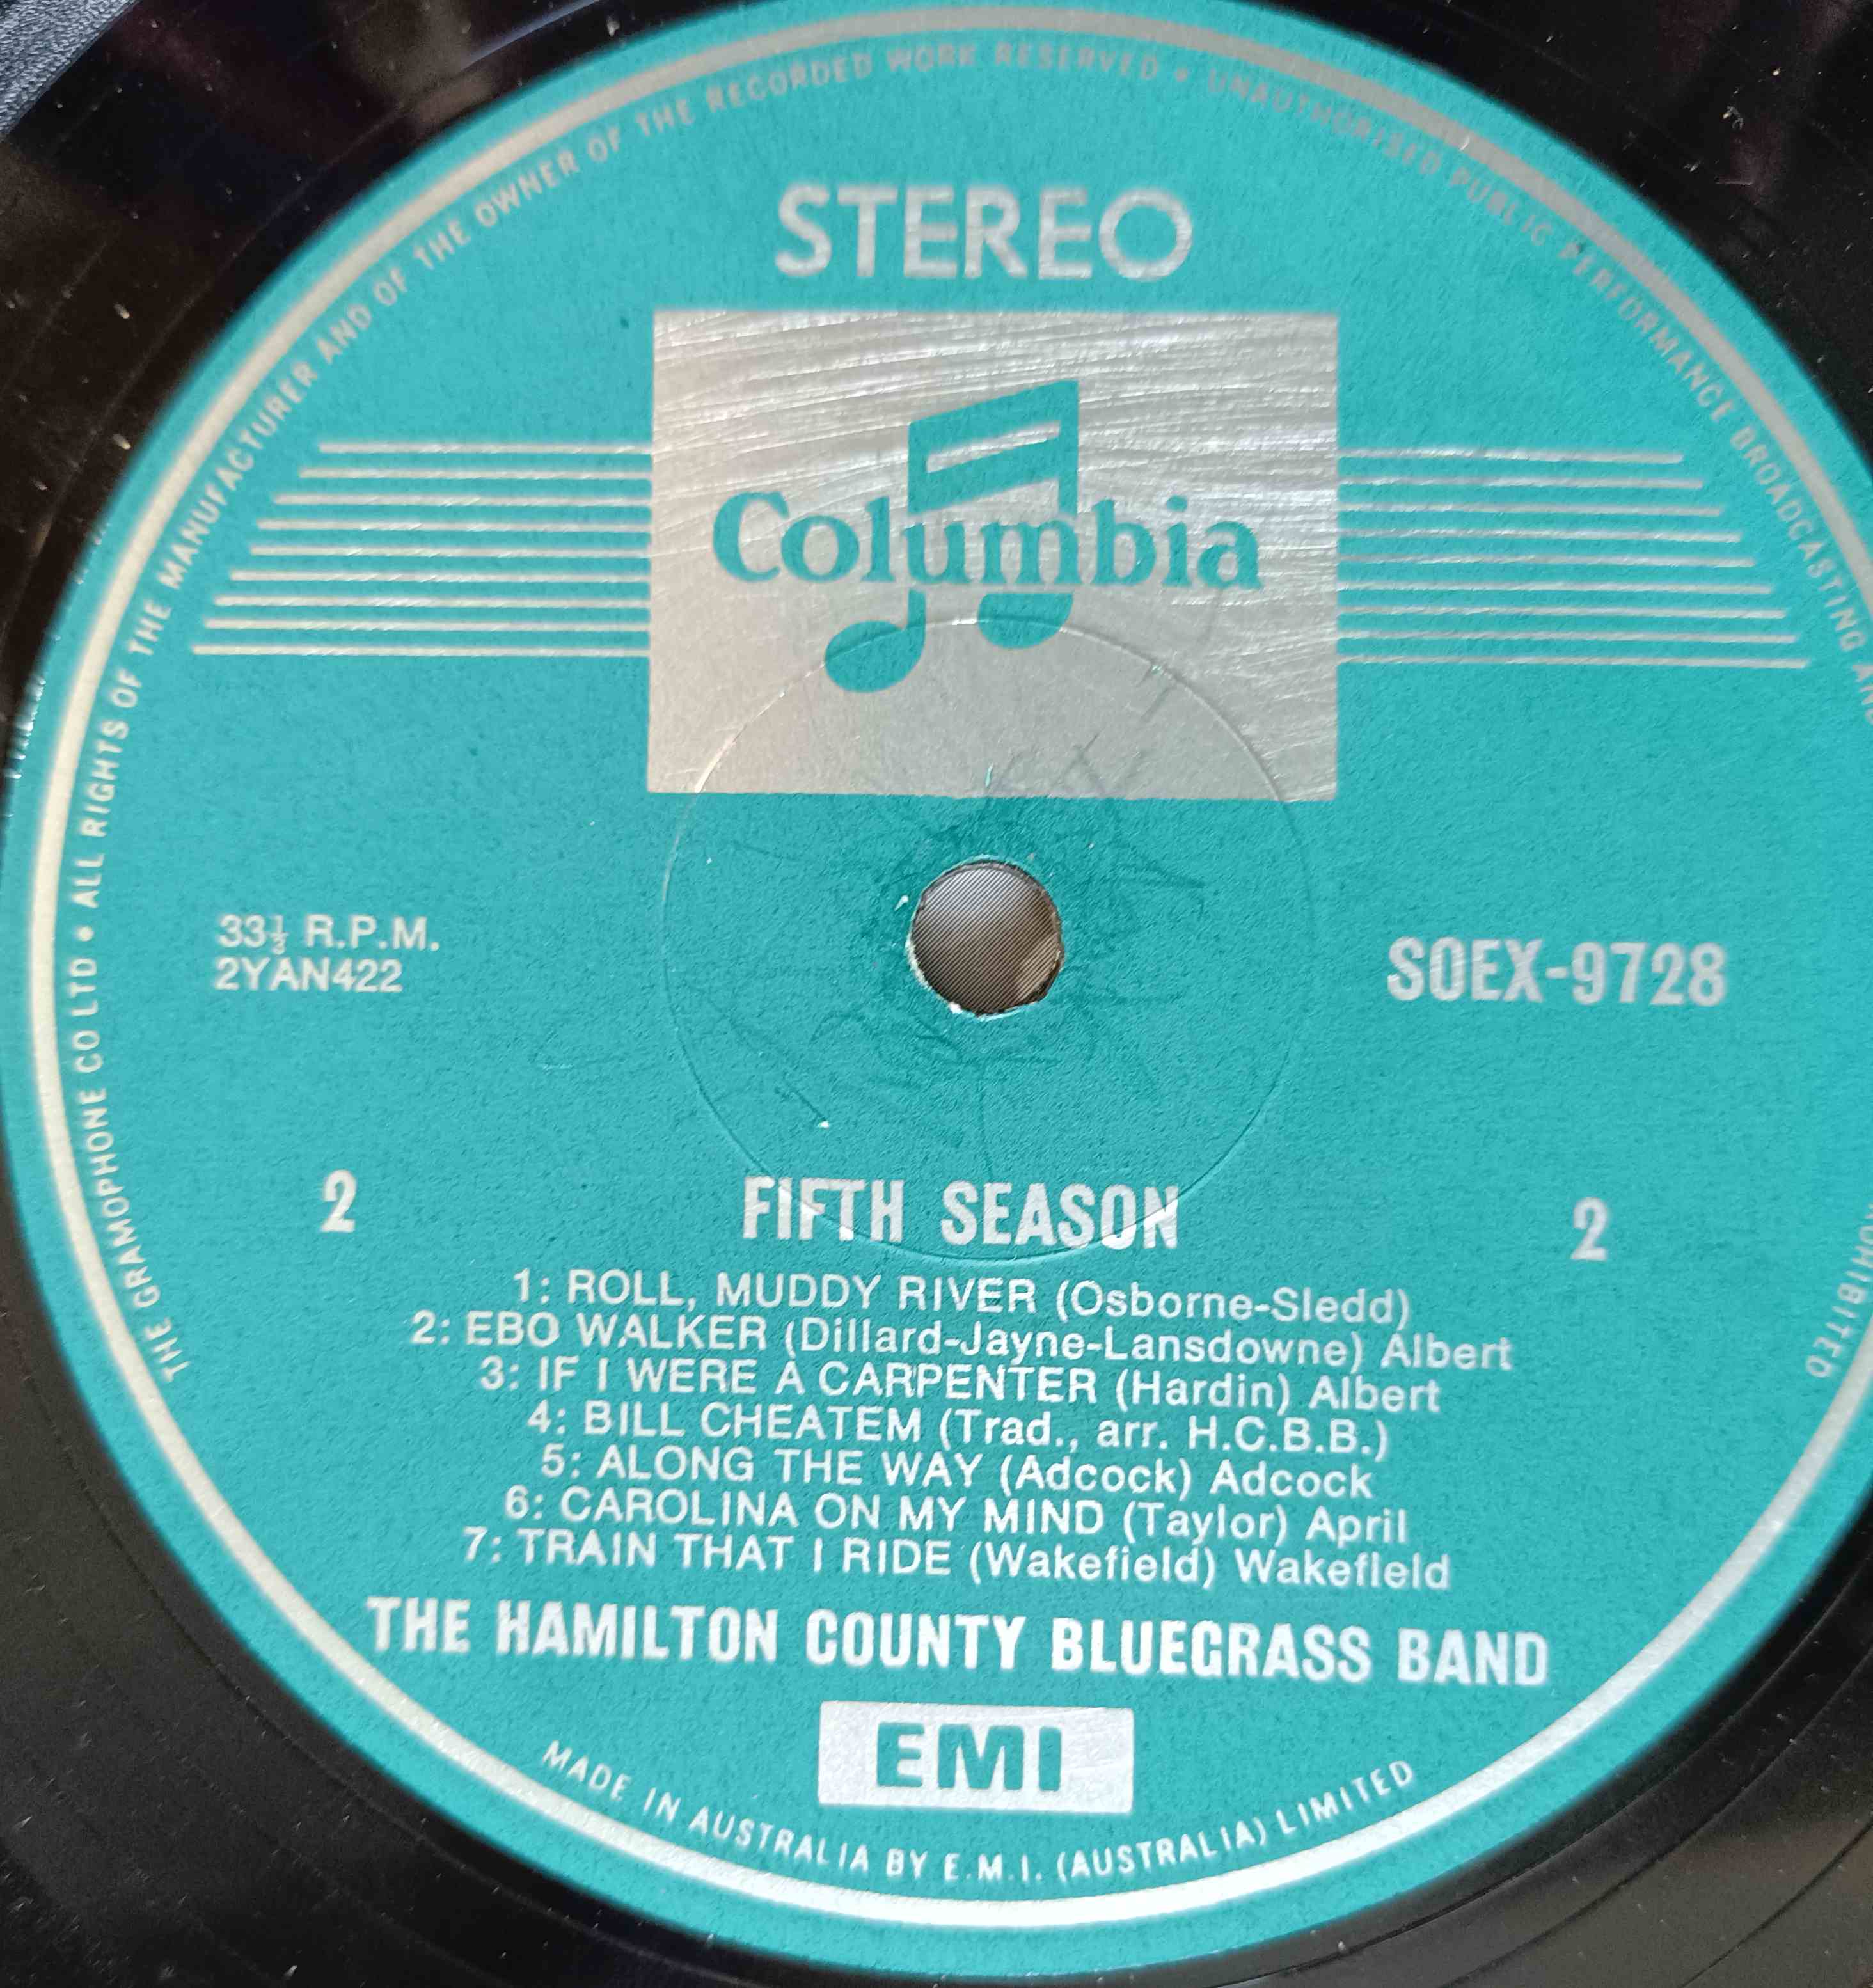 THE GRAMOPHONE CO LTD • ALL RIGHTS OF THE MANUFACTURER AND OF THE OWNER OF THE RECORDED WORK RESERVED • UNAUTHORISED PUBLIC PERFORMANCE BROADCASTING
STEREO
Columbia
33⅓ R.P.M.
2YAN422
SOEX-9728
2
FIFTH SEASON
2
1: ROLL, MUDDY RIVER (Osborne-Sledd)
2: EBO WALKER (Dillard-Jayne-Lansdowne) Albert
3: IF I WERE A CARPENTER (Hardin) Albert
4: BILL CHEATEM (Trad., arr. H.C.B.B.)
5: ALONG THE WAY (Adcock) Adcock
6: CAROLINA ON MY MIND (Taylor) April
7: TRAIN THAT I RIDE (Wakefield) Wakefield
THE HAMILTON COUNTY BLUEGRASS BAND
EMI
MADE IN AUSTRALIA BY E.M.I. (AUSTRALIA) LIMITED